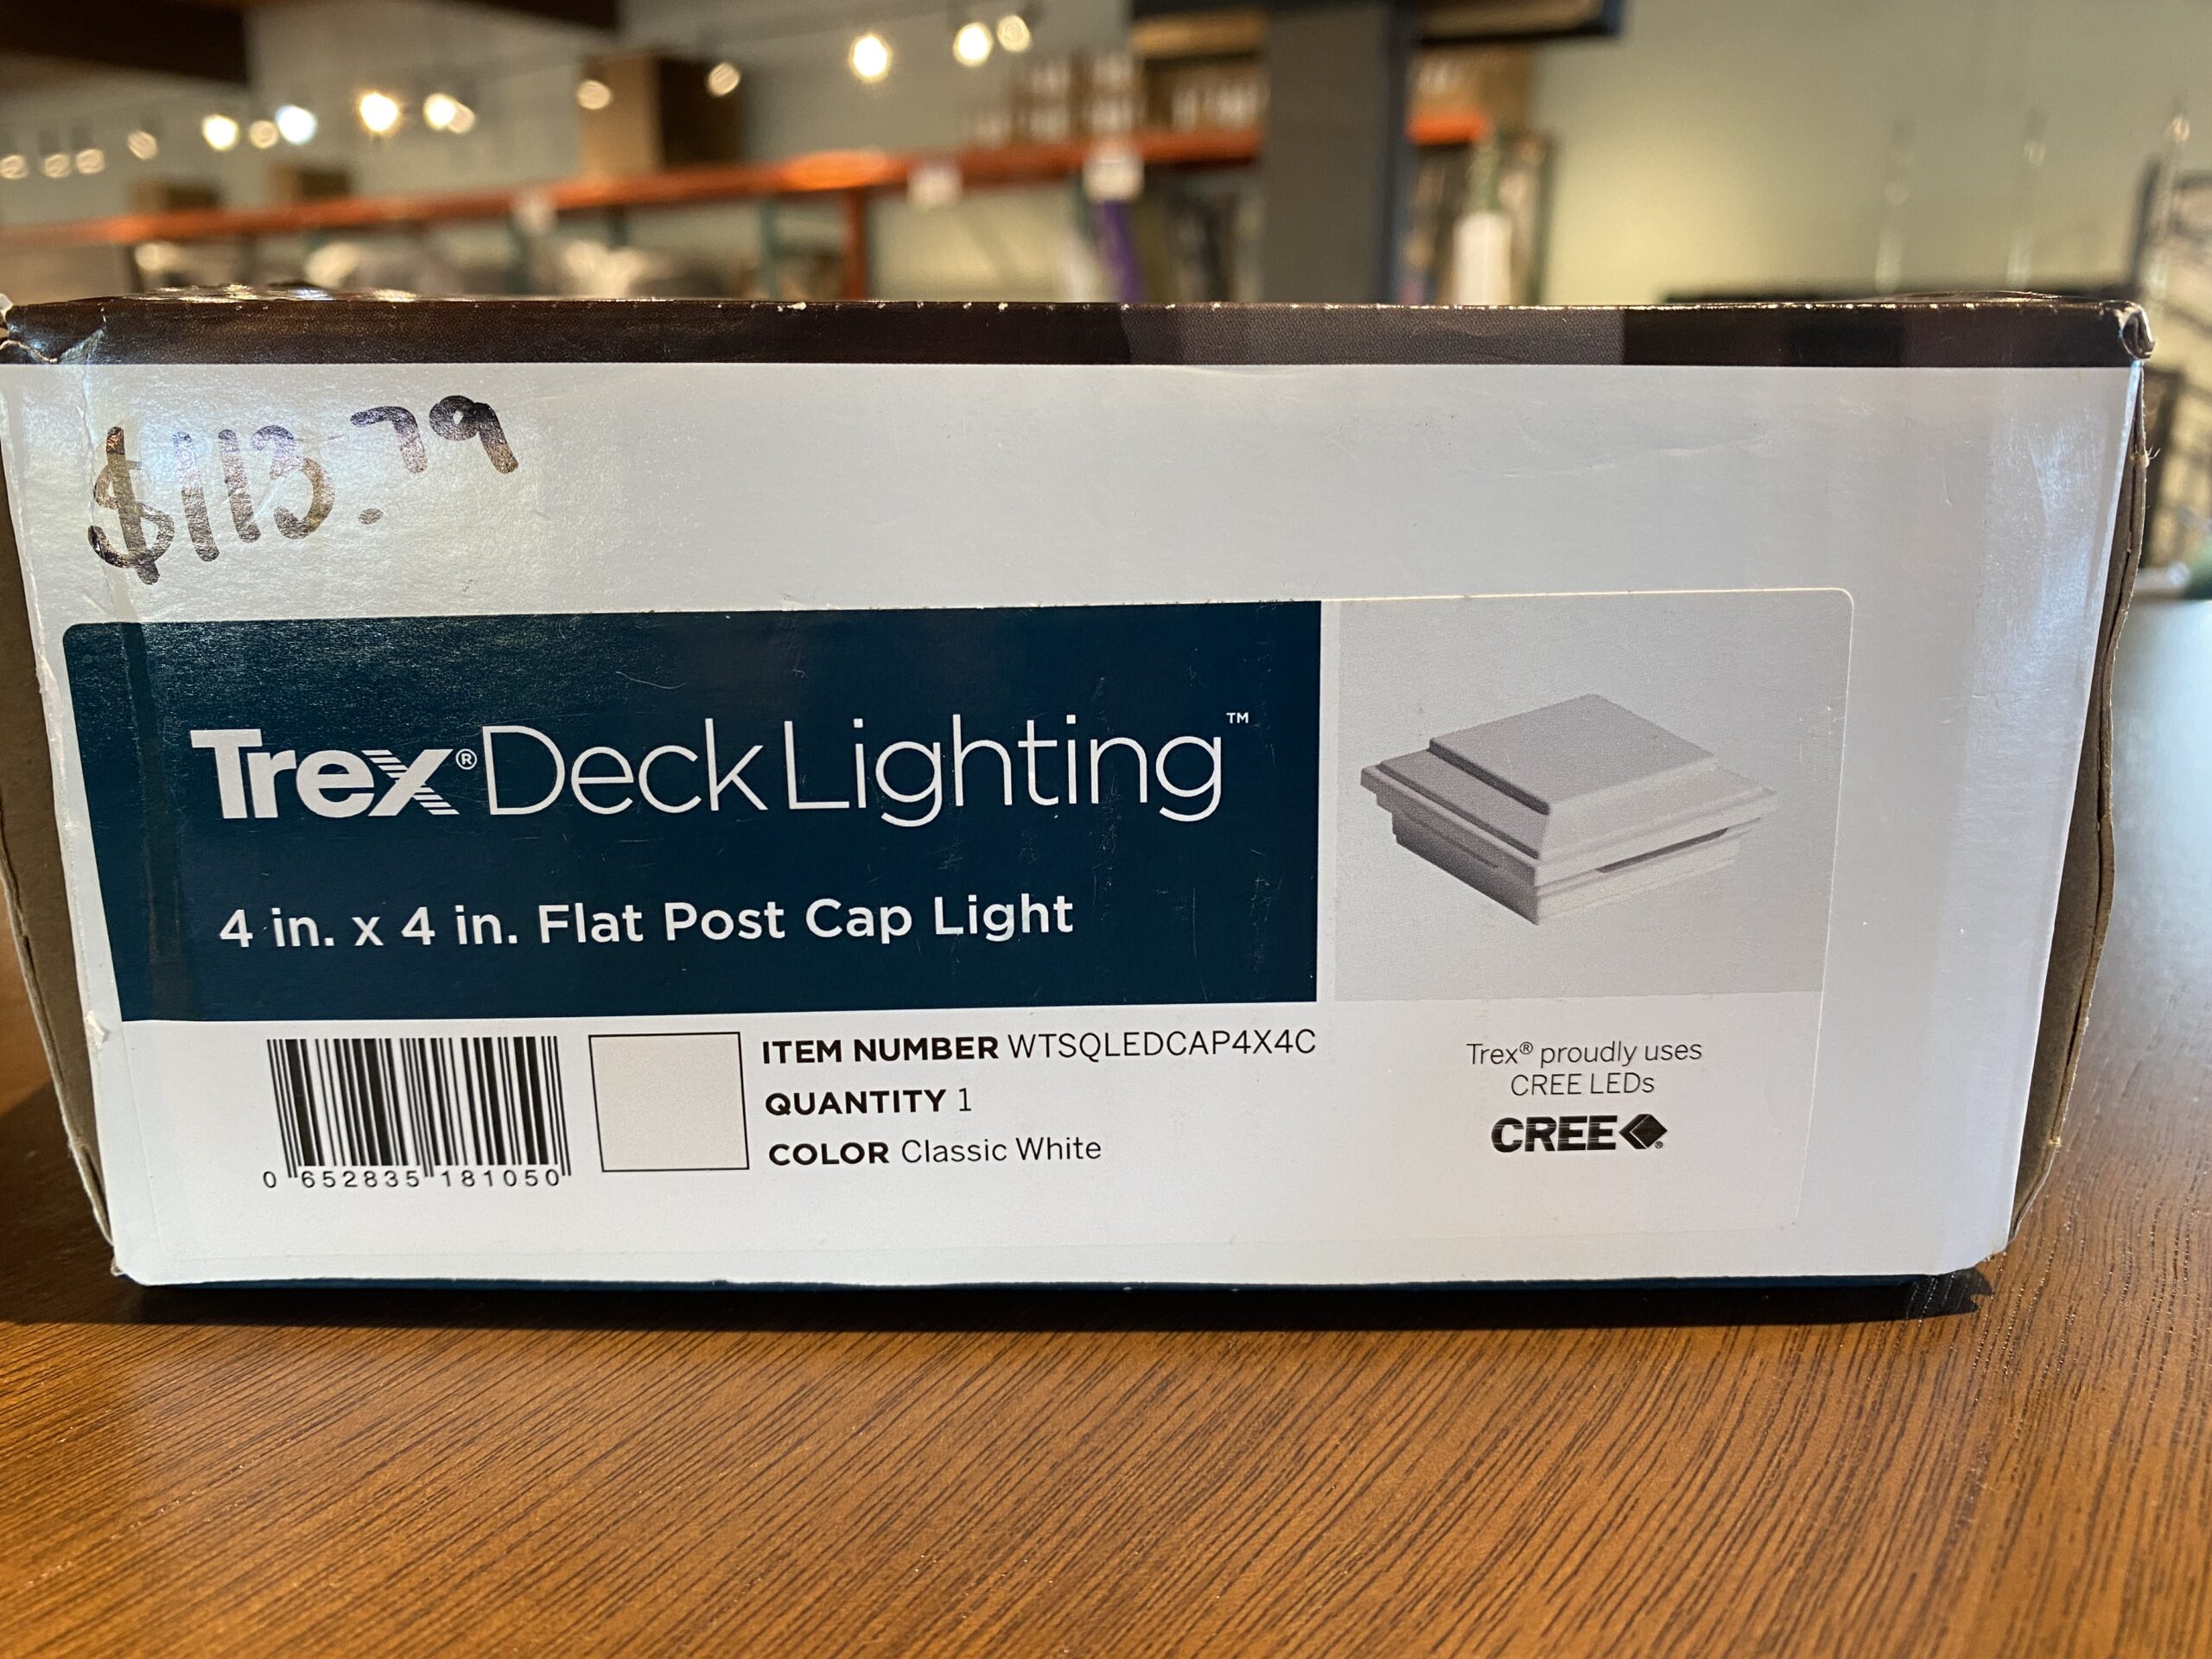 $113.79
Trex® Deck Lighting™
4 in. x 4 in. Flat Post Cap Light
ITEM NUMBER WTSQLEDCAP4X4C
QUANTITY 1
COLOR Classic White
0 652835 181050
Trex® proudly uses
CREE LEDs
CREE